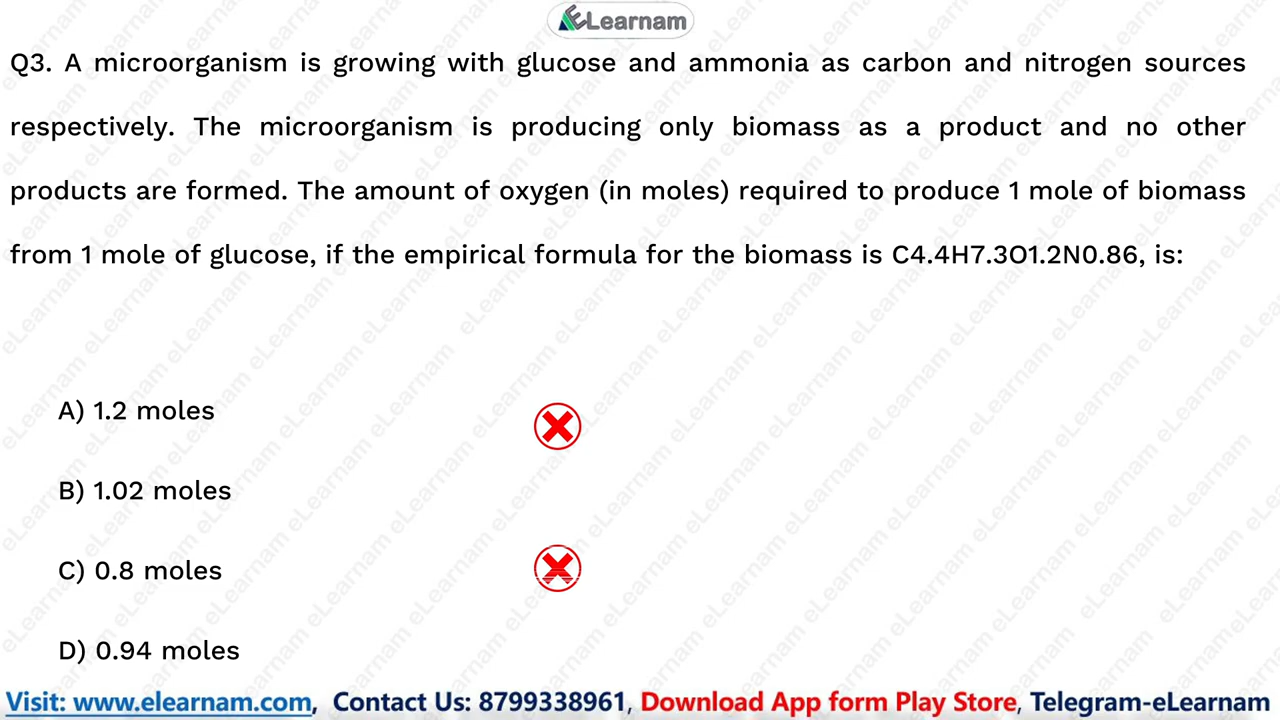 ELearnam
Q3. A microorganism is growing with glucose and ammonia as carbon and nitrogen sources
respectively. The microorganism is producing only biomass as a product and no other
products are formed. The amount of oxygen (in moles) required to produce 1 mole of biomass
from 1 mole of glucose, if the empirical formula for the biomass is C4.4H7.3O1.2N0.86, is:
A) 1.2 moles
B) 1.02 moles
C) 0.8 moles
D) 0.94 moles
Visit: www.elearnam.com, Contact Us: 8799338961, Download App form Play Store, Telegram-eLearnam